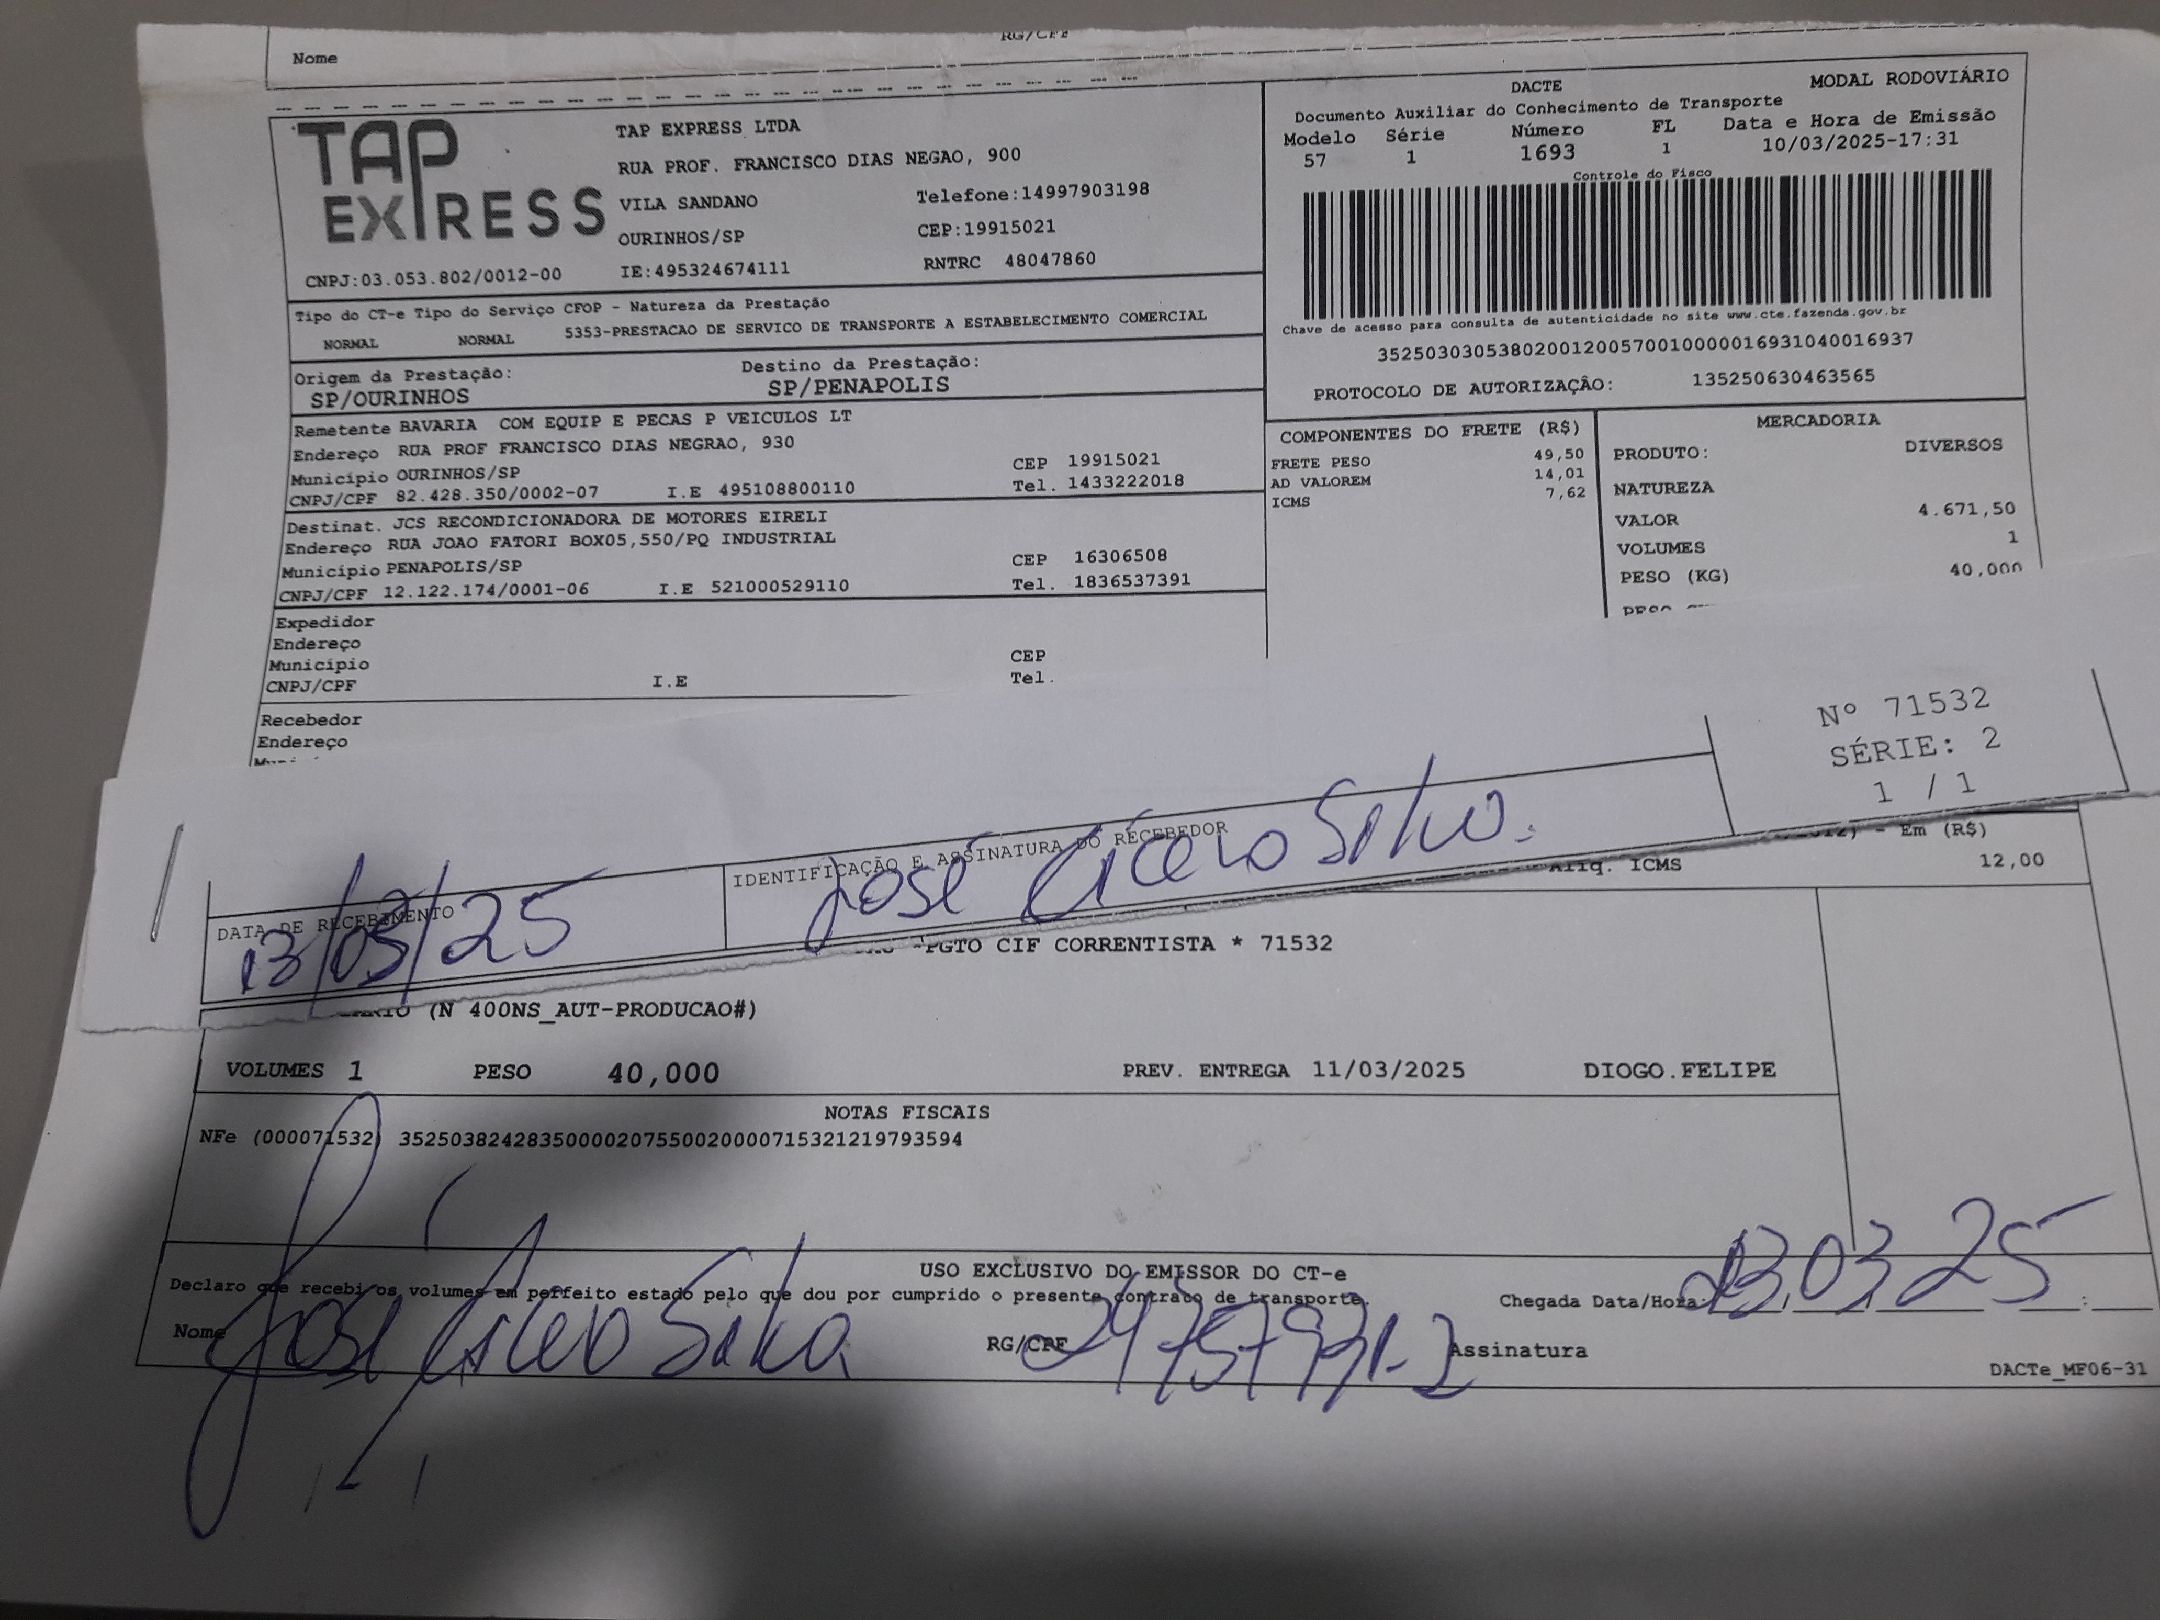 RG/CPF
Nome
TAP EXPRESS
TAP EXPRESS LTDA
RUA PROF. FRANCISCO DIAS NEGAO, 900
VILA SANDANO Telefone:14997903198
OURINHOS/SP CEP:19915021
CNPJ:03.053.802/0012-00 IE:495324674111 RNTRC 48047860
DACTE MODAL RODOVIÁRIO
Documento Auxiliar do Conhecimento de Transporte
Modelo Série Número FL Data e Hora de Emissão
57 1 1693 1 10/03/2025-17:31
Controle do Fisco
Chave de acesso para consulta de autenticidade no site www.cte.fazenda.gov.br
35250303053802001200570010000016931040016937
PROTOCOLO DE AUTORIZAÇÃO: 135250630463565
Tipo do CT-e Tipo do Serviço CFOP - Natureza da Prestação
NORMAL NORMAL 5353-PRESTACAO DE SERVICO DE TRANSPORTE A ESTABELECIMENTO COMERCIAL
Origem da Prestação: Destino da Prestação:
SP/OURINHOS SP/PENAPOLIS
Remetente BAVARIA COM EQUIP E PECAS P VEICULOS LT
Endereço RUA PROF FRANCISCO DIAS NEGRAO, 930
Município OURINHOS/SP CEP 19915021
CNPJ/CPF 82.428.350/0002-07 I.E 495108800110 Tel. 1433222018
Destinat. JCS RECONDICIONADORA DE MOTORES EIRELI
Endereço RUA JOAO FATORI BOX05,550/PQ INDUSTRIAL
Município PENAPOLIS/SP CEP 16306508
CNPJ/CPF 12.122.174/0001-06 I.E 521000529110 Tel. 1836537391
Expedidor
Endereço
Município CEP
CNPJ/CPF I.E Tel.
Recebedor
Endereço
COMPONENTES DO FRETE (R$)
FRETE PESO 49,50
AD VALOREM 14,01
ICMS 7,62
MERCADORIA
PRODUTO: DIVERSOS
NATUREZA
VALOR 4.671,50
VOLUMES 1
PESO (KG) 40,000
Nº 71532
SÉRIE: 2
1 / 1
DATA DE RECEBIMENTO
13/03/25
IDENTIFICAÇÃO E ASSINATURA DO RECEBEDOR
José Cícero Silva.
- Em (R$)
Aliq. ICMS 12,00
PGTO CIF CORRENTISTA * 71532
(N 400NS_AUT-PRODUCAO#)
VOLUMES 1 PESO 40,000 PREV. ENTREGA 11/03/2025 DIOGO.FELIPE
NOTAS FISCAIS
NFe (000071532) 35250382428350000207550020000715321219793594
USO EXCLUSIVO DO EMISSOR DO CT-e
Declaro que recebi os volumes em perfeito estado pelo que dou por cumprido o presente contrato de transporte.
Chegada Data/Hora: 13,03,25
Nome José Cícero Silva RG/CPF Assinatura
DACTe_MF06-31